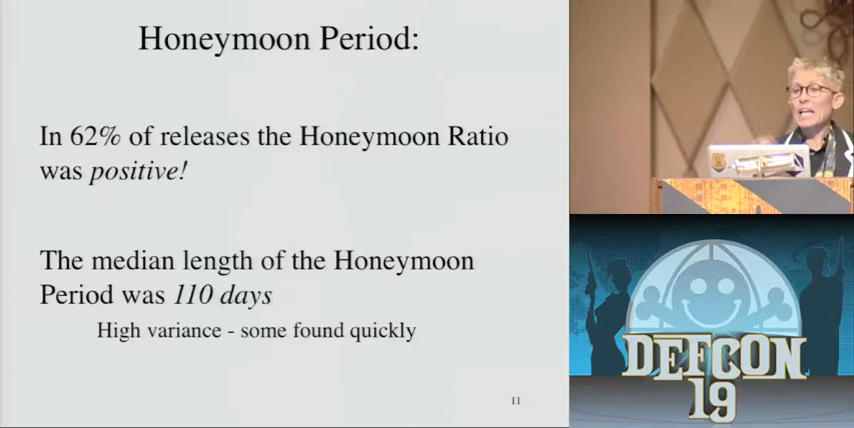 Honeymoon Period:
In 62% of releases the Honeymoon Ratio
was positive!
The median length of the Honeymoon
Period was 110 days
High variance - some found quickly
11
DEFCON
19